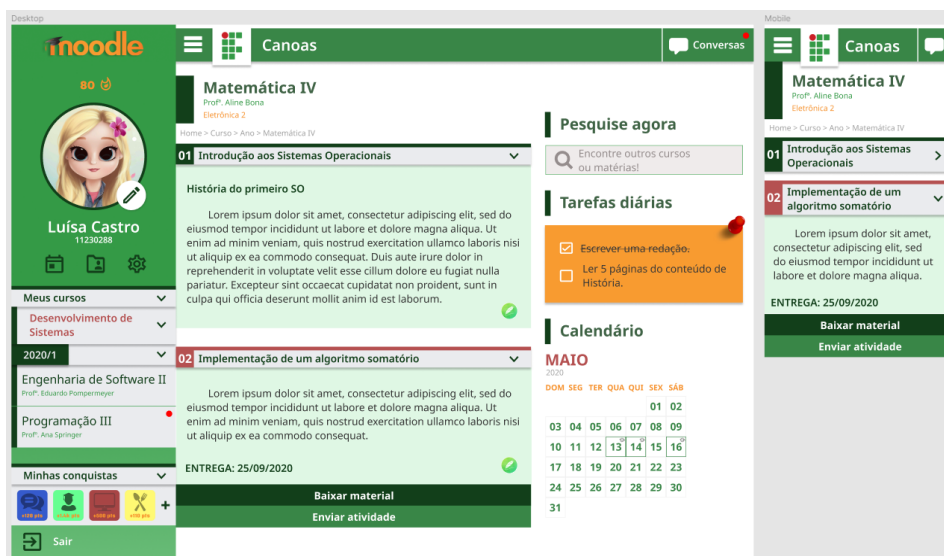 Desktop
moodle
80
Luísa Castro
11230288
Meus cursos
Desenvolvimento de
Sistemas
2020/1
Engenharia de Software II
Profº. Eduardo Pompermeyer
Programação III
Profª. Ana Springer
Minhas conquistas
+
Sair
Canoas
Conversas
Matemática IV
Profª. Aline Bona
Eletrônica 2
Home > Curso > Ano > Matemática IV
01 Introdução aos Sistemas Operacionais
História do primeiro SO
Lorem ipsum dolor sit amet, consectetur adipiscing elit, sed do
eiusmod tempor incididunt ut labore et dolore magna aliqua. Ut
enim ad minim veniam, quis nostrud exercitation ullamco laboris nisi
ut aliquip ex ea commodo consequat. Duis aute irure dolor in
reprehenderit in voluptate velit esse cillum dolore eu fugiat nulla
pariatur. Excepteur sint occaecat cupidatat non proident, sunt in
culpa qui officia deserunt mollit anim id est laborum.
02 Implementação de um algoritmo somatório
Lorem ipsum dolor sit amet, consectetur adipiscing elit, sed do
eiusmod tempor incididunt ut labore et dolore magna aliqua. Ut
enim ad minim veniam, quis nostrud exercitation ullamco laboris nisi
ut aliquip ex ea commodo consequat.
ENTREGA: 25/09/2020
Baixar material
Enviar atividade
Pesquise agora
Encontre outros cursos
ou matérias!
Tarefas diárias
Escrever uma redação.
Ler 5 páginas do conteúdo de
História.
Calendário
MAIO
2020
DOM SEG TER QUA QUI SEX SÁB
01 02
03 04 05 06 07 08 09
10 11 12 13 14 15 16
17 18 19 20 21 22 23
24 25 26 27 28 29 30
31
Mobile
Canoas
Matemática IV
Profª. Aline Bona
Eletrônica 2
Home > Curso > Ano > Matemática IV
01 Introdução aos Sistemas
Operacionais
02 Implementação de um
algoritmo somatório
Lorem ipsum dolor sit amet,
consectetur adipiscing elit, sed
do eiusmod tempor incididunt ut
labore et dolore magna aliqua.
ENTREGA: 25/09/2020
Baixar material
Enviar atividade